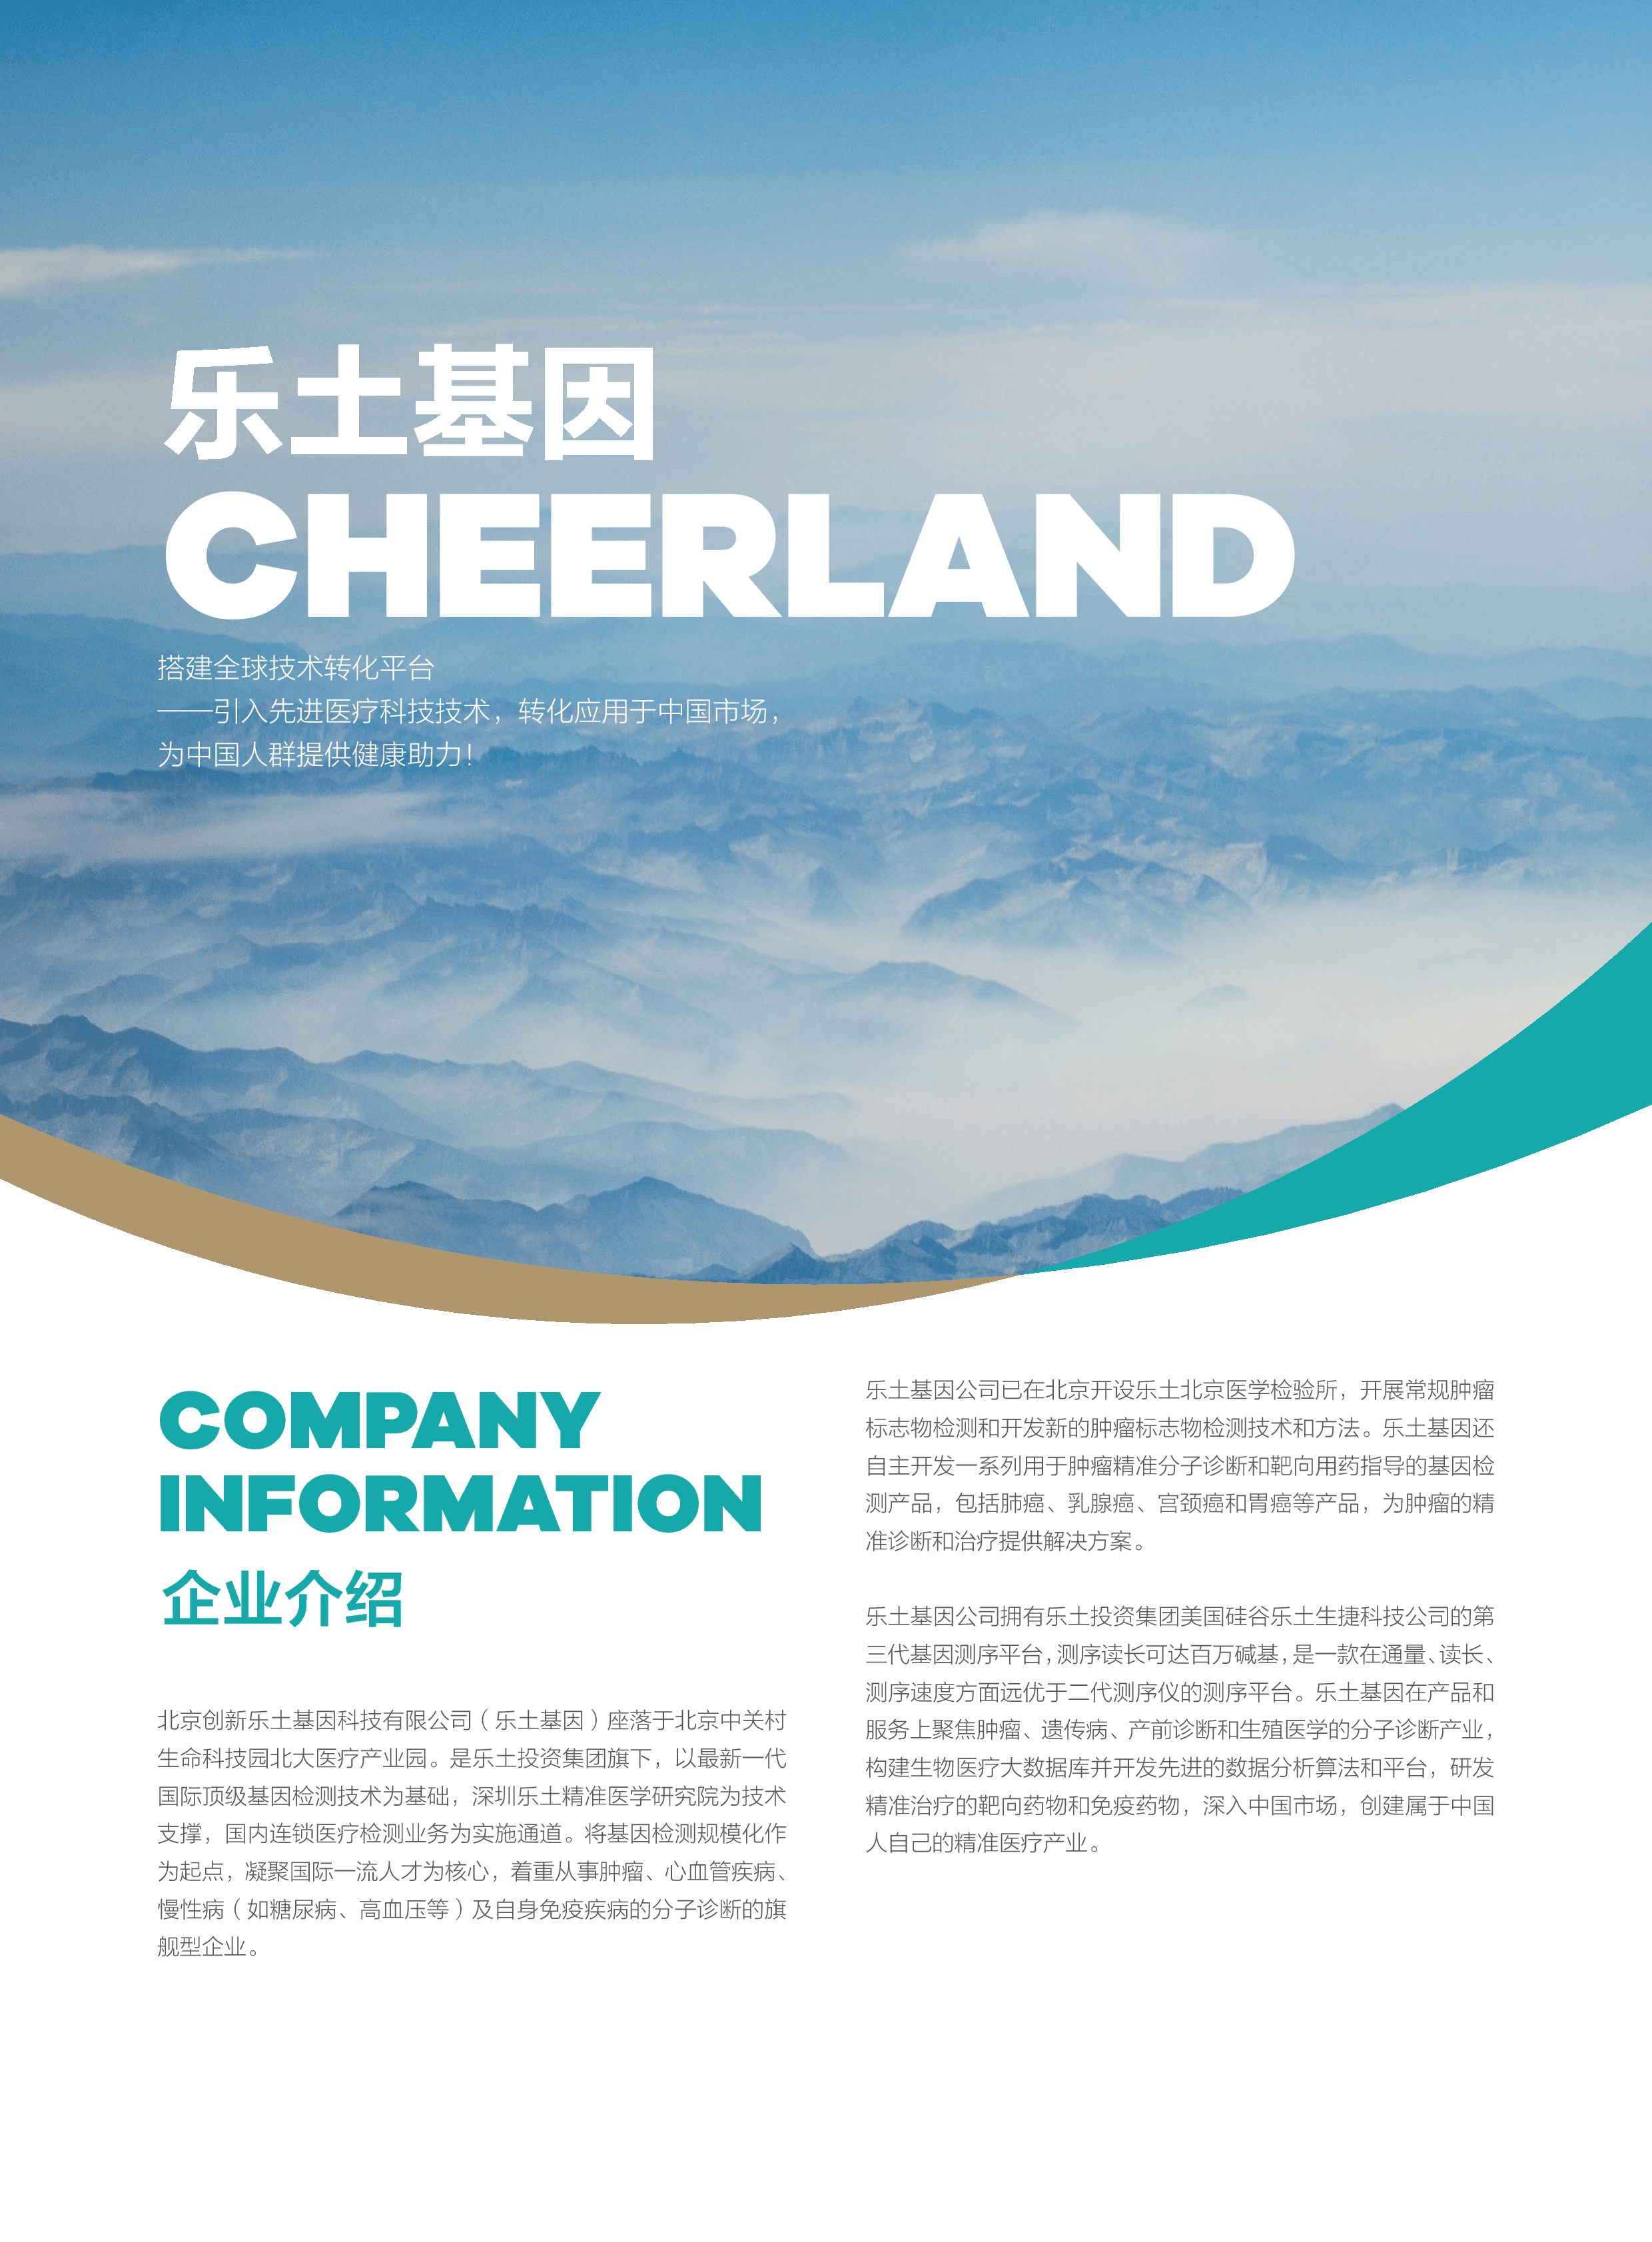 乐土基因
CHEERLAND
搭建全球技术转化平台
——引入先进医疗科技技术，转化应用于中国市场，
为中国人群提供健康助力！
COMPANY
INFORMATION
企业介绍
北京创新乐土基因科技有限公司（乐土基因）座落于北京中关村
生命科技园北大医疗产业园。是乐土投资集团旗下，以最新一代
国际顶级基因检测技术为基础，深圳乐土精准医学研究院为技术
支撑，国内连锁医疗检测业务为实施通道。将基因检测规模化作
为起点，凝聚国际一流人才为核心，着重从事肿瘤、心血管疾病、
慢性病（如糖尿病、高血压等）及自身免疫疾病的分子诊断的旗
舰型企业。
乐土基因公司已在北京开设乐土北京医学检验所，开展常规肿瘤
标志物检测和开发新的肿瘤标志物检测技术和方法。乐土基因还
自主开发一系列用于肿瘤精准分子诊断和靶向用药指导的基因检
测产品，包括肺癌、乳腺癌、宫颈癌和胃癌等产品，为肿瘤的精
准诊断和治疗提供解决方案。
乐土基因公司拥有乐土投资集团美国硅谷乐土生捷科技公司的第
三代基因测序平台，测序读长可达百万碱基，是一款在通量、读长、
测序速度方面远优于二代测序仪的测序平台。乐土基因在产品和
服务上聚焦肿瘤、遗传病、产前诊断和生殖医学的分子诊断产业，
构建生物医疗大数据库并开发先进的数据分析算法和平台，研发
精准治疗的靶向药物和免疫药物，深入中国市场，创建属于中国
人自己的精准医疗产业。